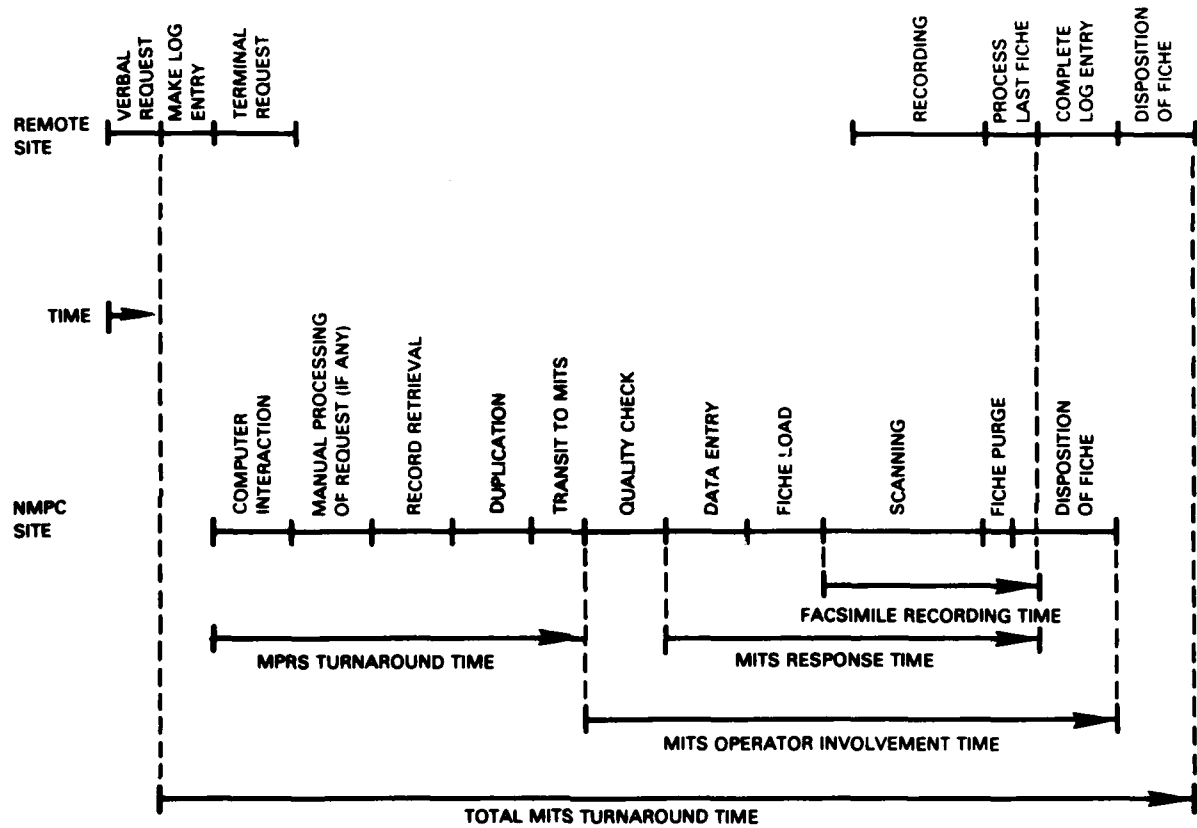 VERBAL
REQUEST
MAKE LOG
ENTRY
TERMINAL
REQUEST
RECORDING
PROCESS
LAST FICHE
COMPLETE
LOG ENTRY
DISPOSITION
OF FICHE
REMOTE
SITE
TIME
COMPUTER
INTERACTION
MANUAL PROCESSING
OF REQUEST (IF ANY)
RECORD RETRIEVAL
DUPLICATION
TRANSIT TO MITS
QUALITY CHECK
DATA ENTRY
FICHE LOAD
SCANNING
FICHE PURGE
DISPOSITION
OF FICHE
NMPC
SITE
FACSIMILE RECORDING TIME
MPRS TURNAROUND TIME
MITS RESPONSE TIME
MITS OPERATOR INVOLVEMENT TIME
TOTAL MITS TURNAROUND TIME